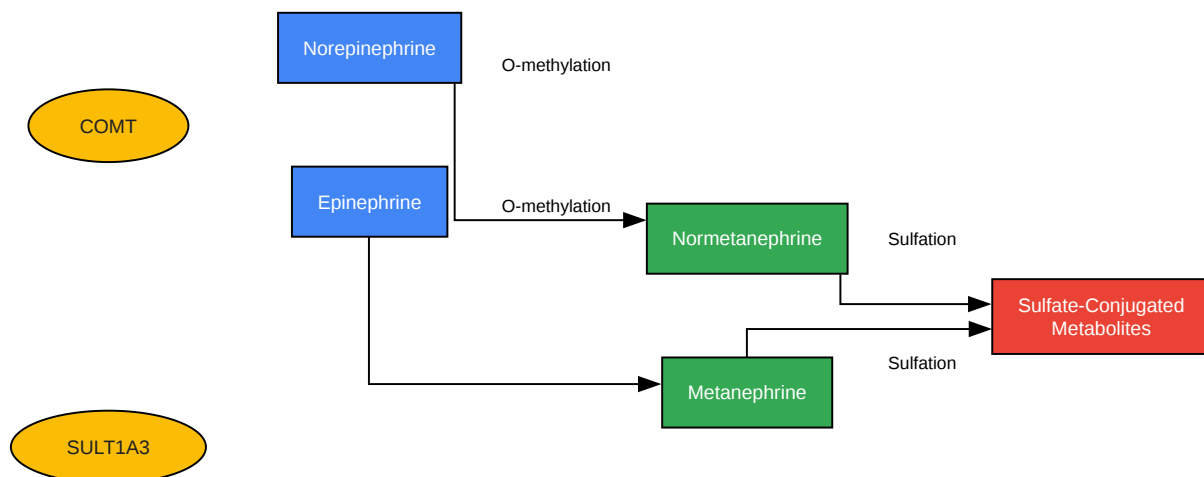 Norepinephrine
O-methylation
COMT
Epinephrine
O-methylation
Normetanephrine
Sulfation
Sulfate-Conjugated
Metabolites
Sulfation
Metanephrine
SULT1A3